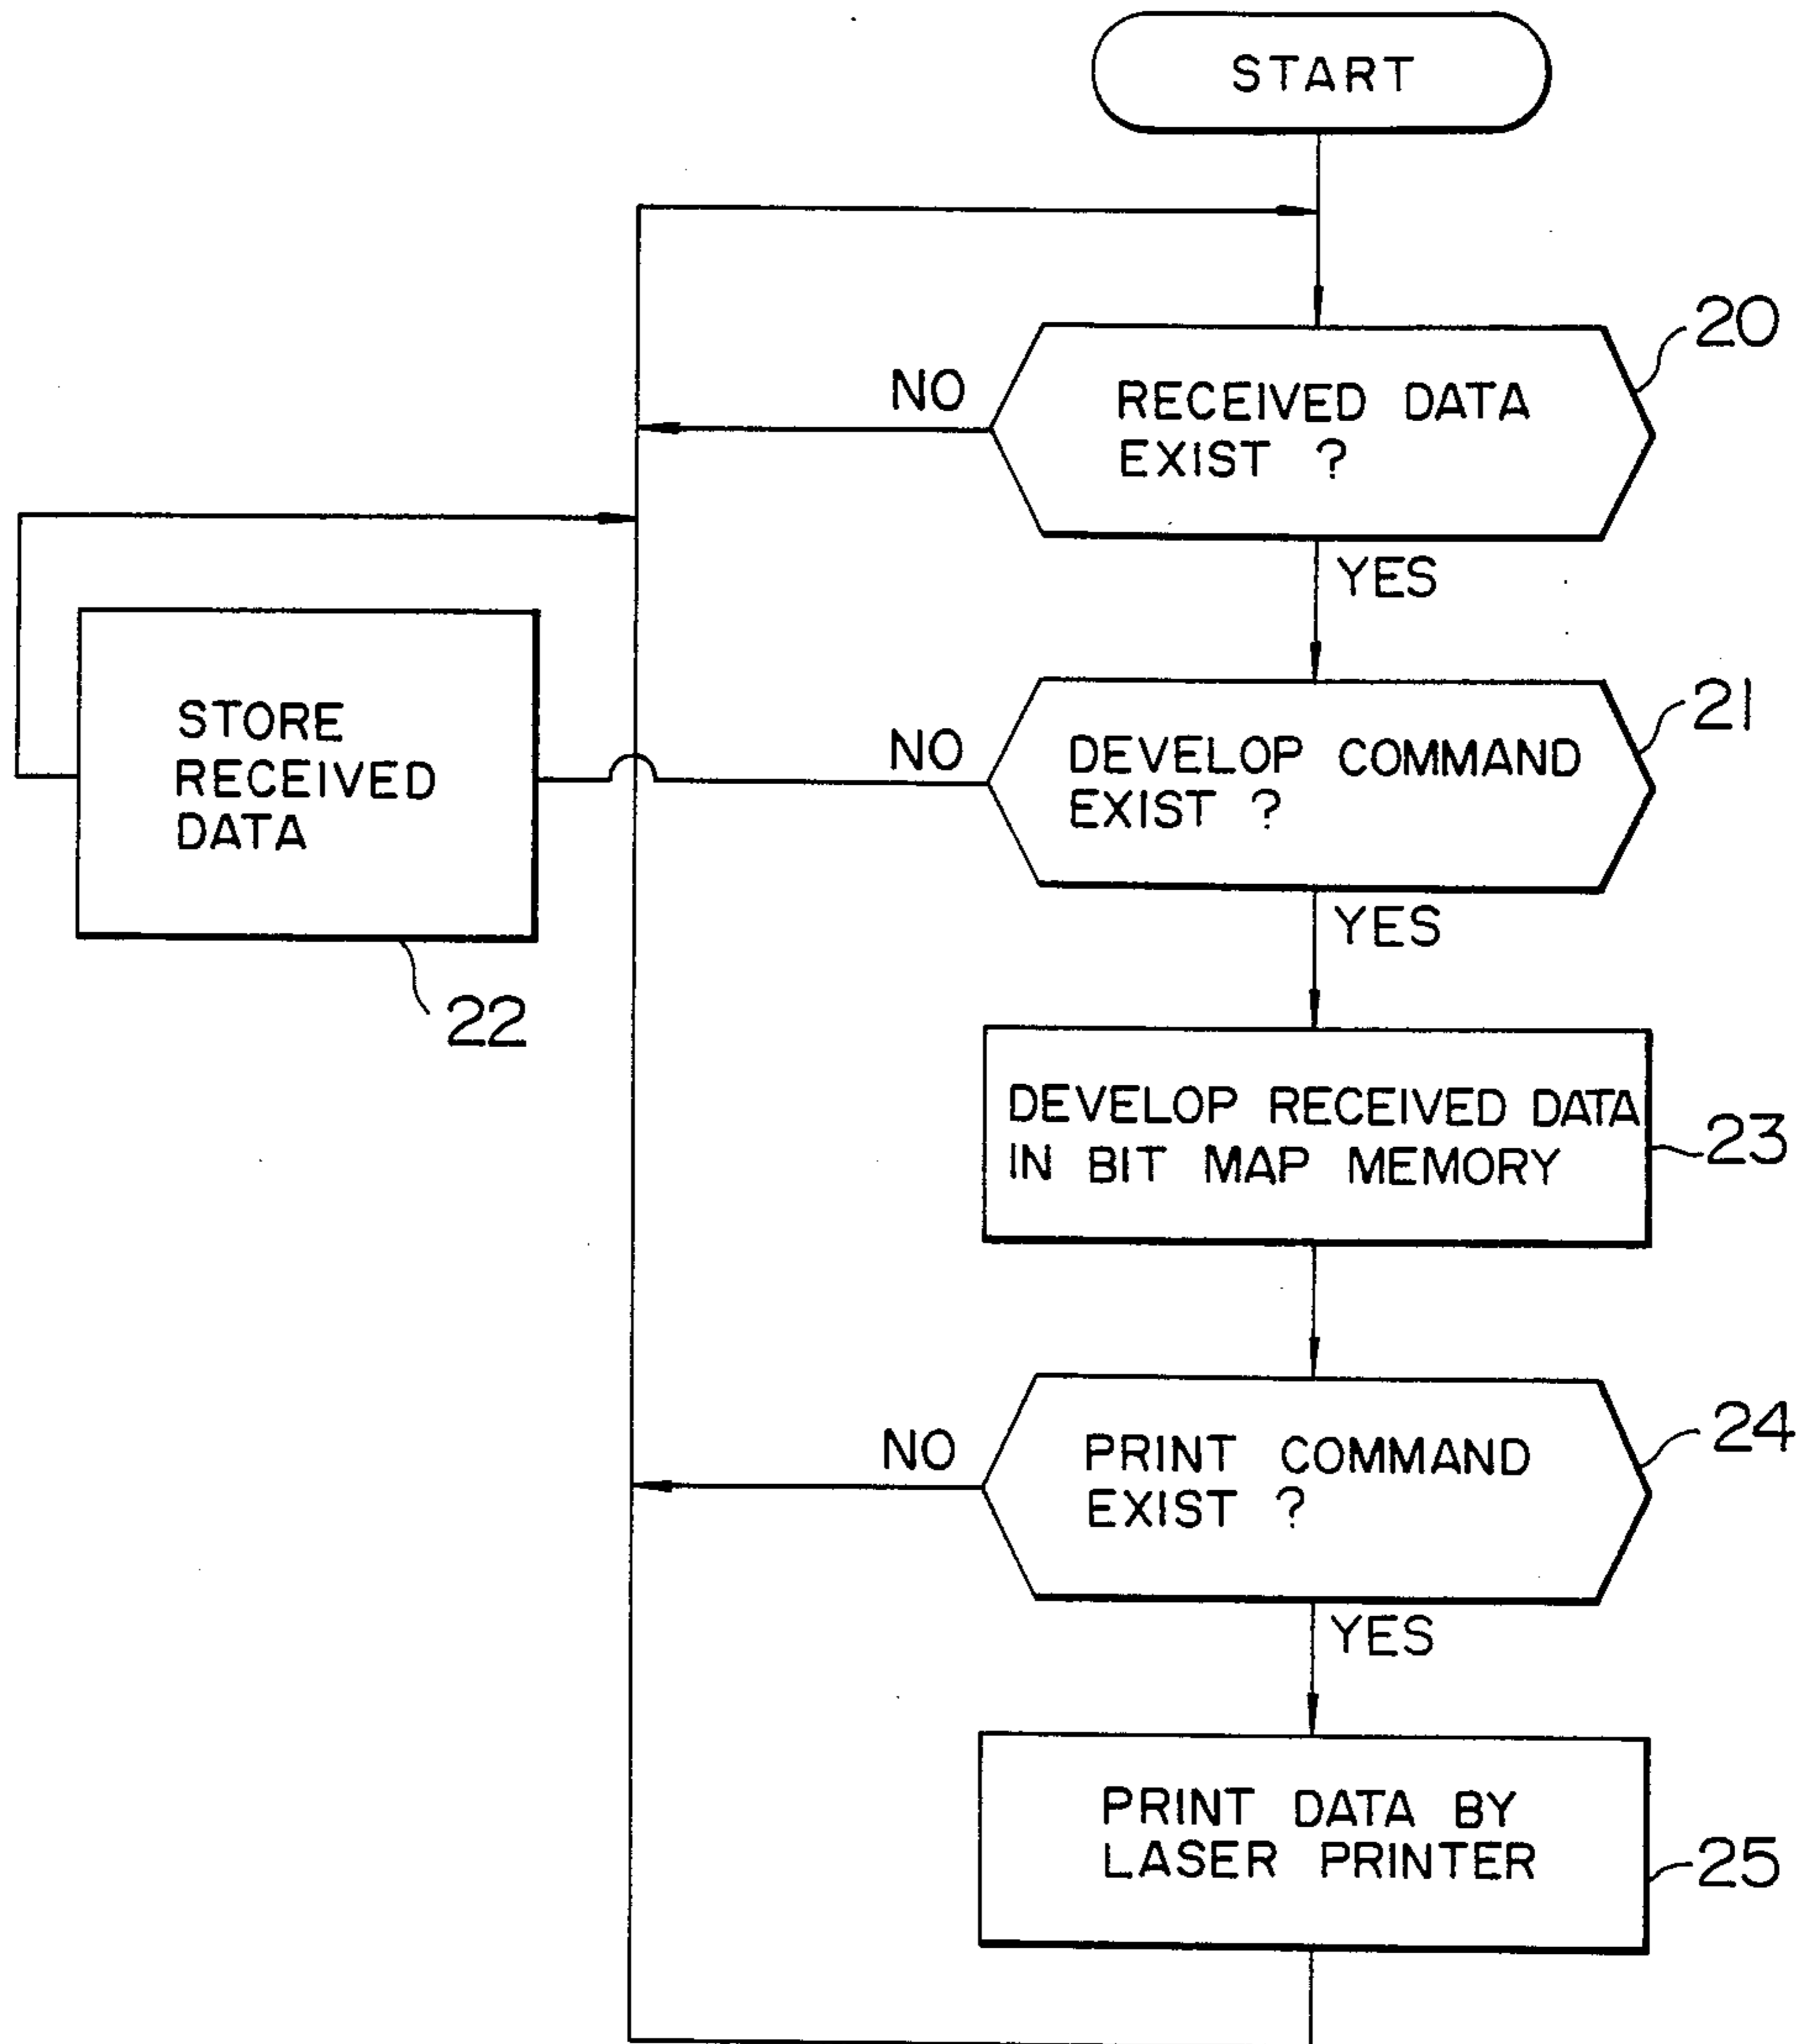 START
20
NO
RECEIVED DATA
EXIST ?
YES
21
NO
DEVELOP COMMAND
EXIST ?
STORE
RECEIVED
DATA
YES
22
DEVELOP RECEIVED DATA
IN BIT MAP MEMORY
23
24
NO
PRINT COMMAND
EXIST ?
YES
PRINT DATA BY
LASER PRINTER
25